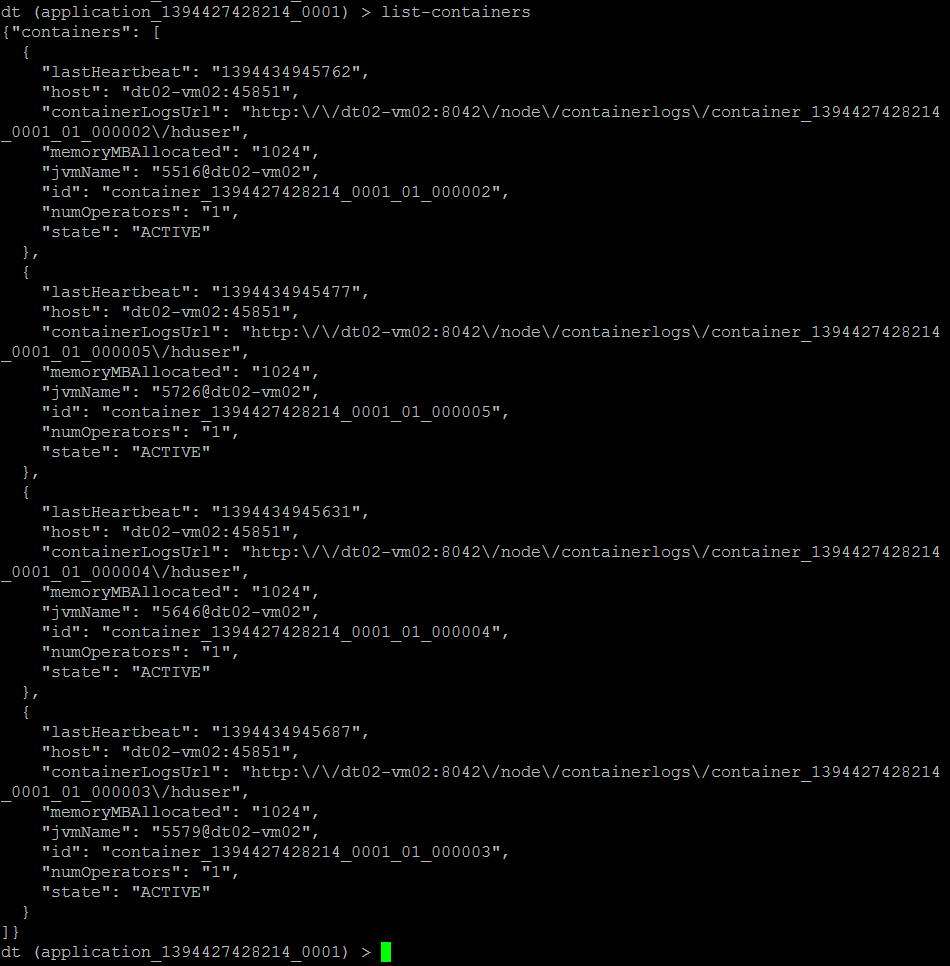 dt (application_1394427428214_0001) > list-containers
{"containers": [
  {
    "lastHeartbeat": "1394434945762",
    "host": "dt02-vm02:45851",
    "containerLogsUrl": "http:\/\/dt02-vm02:8042\/node\/containerlogs\/container_1394427428214
_0001_01_000002\/hduser",
    "memoryMBAllocated": "1024",
    "jvmName": "5516@dt02-vm02",
    "id": "container_1394427428214_0001_01_000002",
    "numOperators": "1",
    "state": "ACTIVE"
  },
  {
    "lastHeartbeat": "1394434945477",
    "host": "dt02-vm02:45851",
    "containerLogsUrl": "http:\/\/dt02-vm02:8042\/node\/containerlogs\/container_1394427428214
_0001_01_000005\/hduser",
    "memoryMBAllocated": "1024",
    "jvmName": "5726@dt02-vm02",
    "id": "container_1394427428214_0001_01_000005",
    "numOperators": "1",
    "state": "ACTIVE"
  },
  {
    "lastHeartbeat": "1394434945631",
    "host": "dt02-vm02:45851",
    "containerLogsUrl": "http:\/\/dt02-vm02:8042\/node\/containerlogs\/container_1394427428214
_0001_01_000004\/hduser",
    "memoryMBAllocated": "1024",
    "jvmName": "5646@dt02-vm02",
    "id": "container_1394427428214_0001_01_000004",
    "numOperators": "1",
    "state": "ACTIVE"
  },
  {
    "lastHeartbeat": "1394434945687",
    "host": "dt02-vm02:45851",
    "containerLogsUrl": "http:\/\/dt02-vm02:8042\/node\/containerlogs\/container_1394427428214
_0001_01_000003\/hduser",
    "memoryMBAllocated": "1024",
    "jvmName": "5579@dt02-vm02",
    "id": "container_1394427428214_0001_01_000003",
    "numOperators": "1",
    "state": "ACTIVE"
  }
]}
dt (application_1394427428214_0001) >